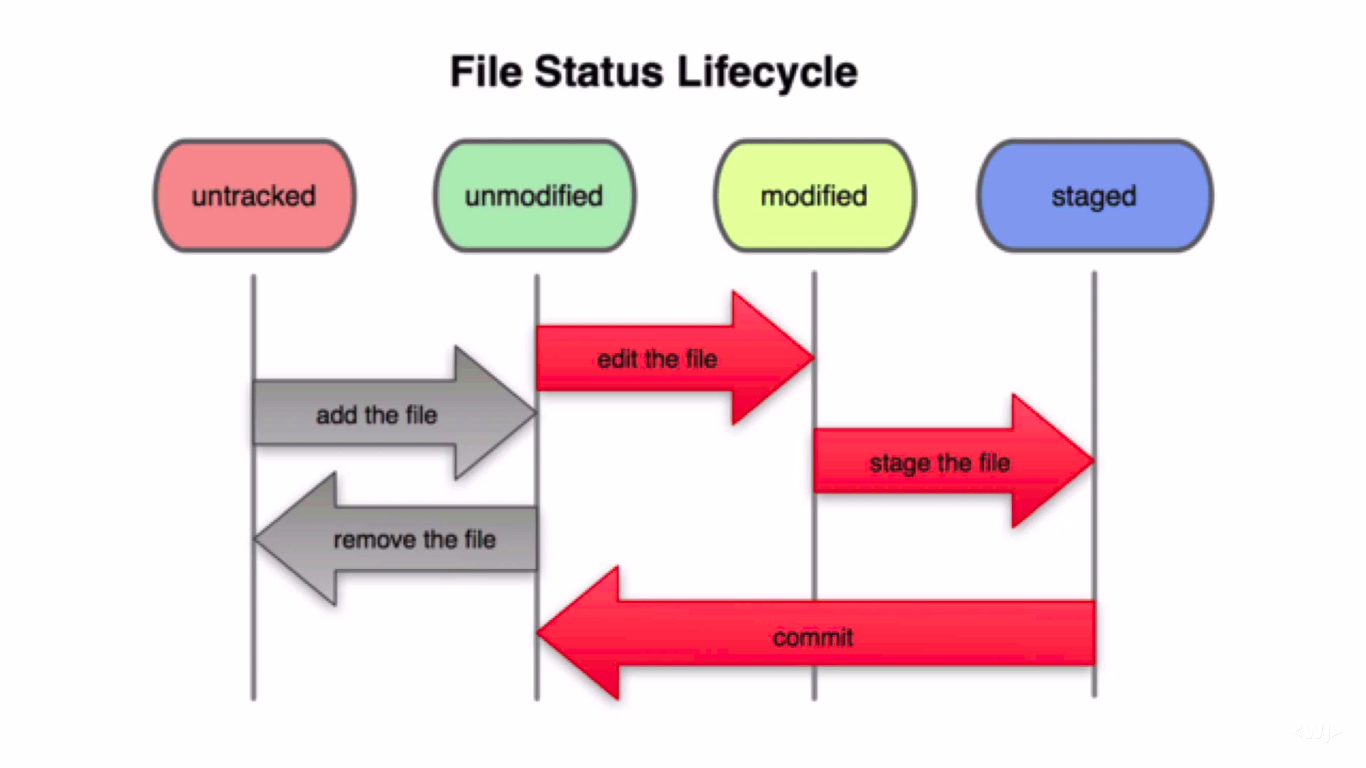 File Status Lifecycle
untracked
unmodified
modified
staged
edit the file
add the file
stage the file
remove the file
commit